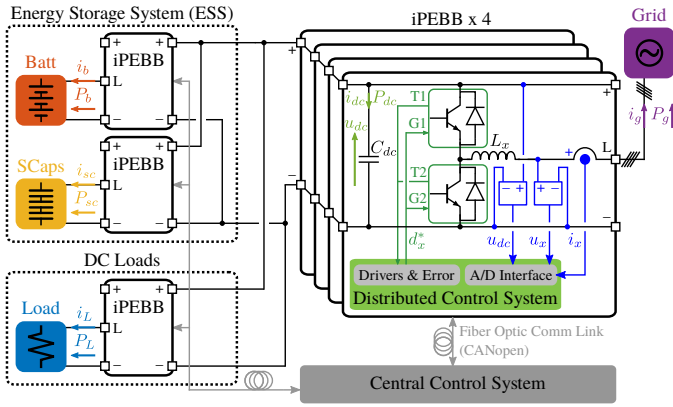 Energy Storage System (ESS)
Batt
i_b
P_b
+ +
iPEBB
L
− −
SCaps
i_sc
P_sc
+ +
iPEBB
L
− −
DC Loads
Load
i_L
P_L
+ +
iPEBB
L
− −
iPEBB x 4
+
−
i_dc
P_dc
u_dc
C_dc
T1
G1
T2
G2
d_x^*
L_x
− +
+ −
+
u_dc
u_x
i_x
+
L
−
Drivers & Error
A/D Interface
Distributed Control System
Grid
i_g
P_g
Fiber Optic Comm Link
(CANopen)
Central Control System